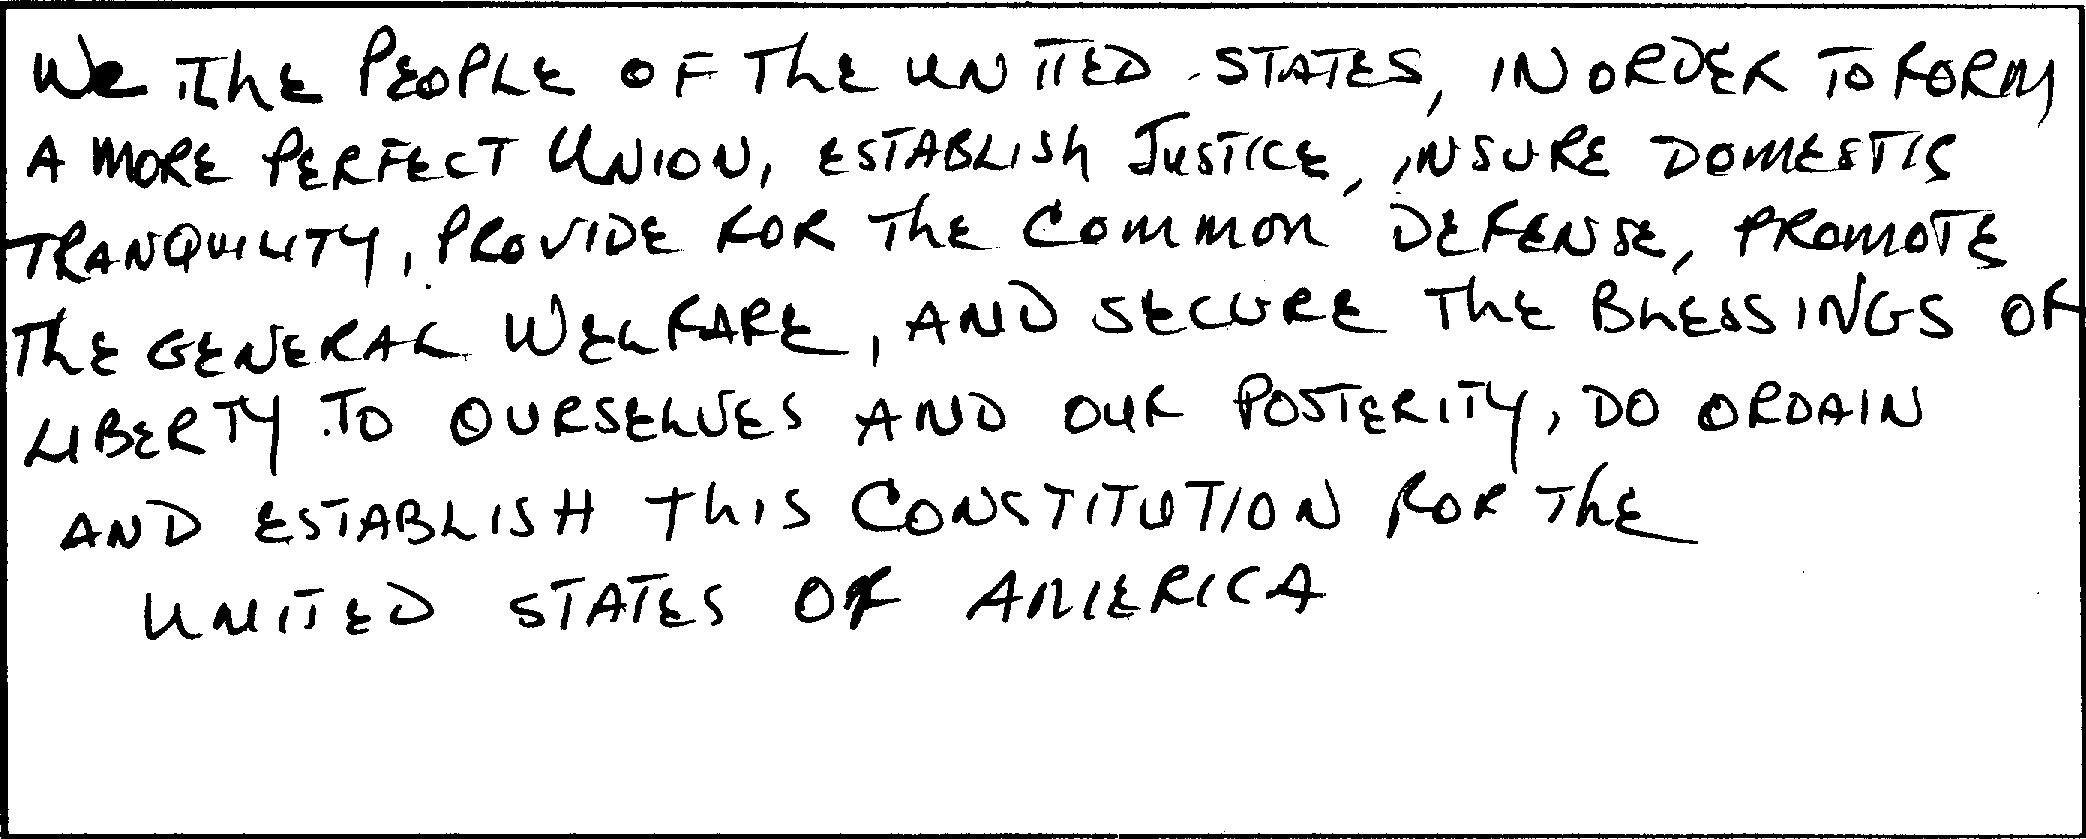 We THE PEOPLE OF THE UNITED STATES, IN ORDER TO FORM
A MORE PERFECT UNION, ESTABLISH JUSTICE, INSURE DOMESTIC
TRANQUILITY, PROVIDE FOR THE COMMON DEFENSE, PROMOTE
THE GENERAL WELFARE, AND SECURE THE BLESSINGS OF
LIBERTY TO OURSELVES AND OUR POSTERITY, DO ORDAIN
AND ESTABLISH THIS CONSTITUTION FOR THE
UNITED STATES OF AMERICA